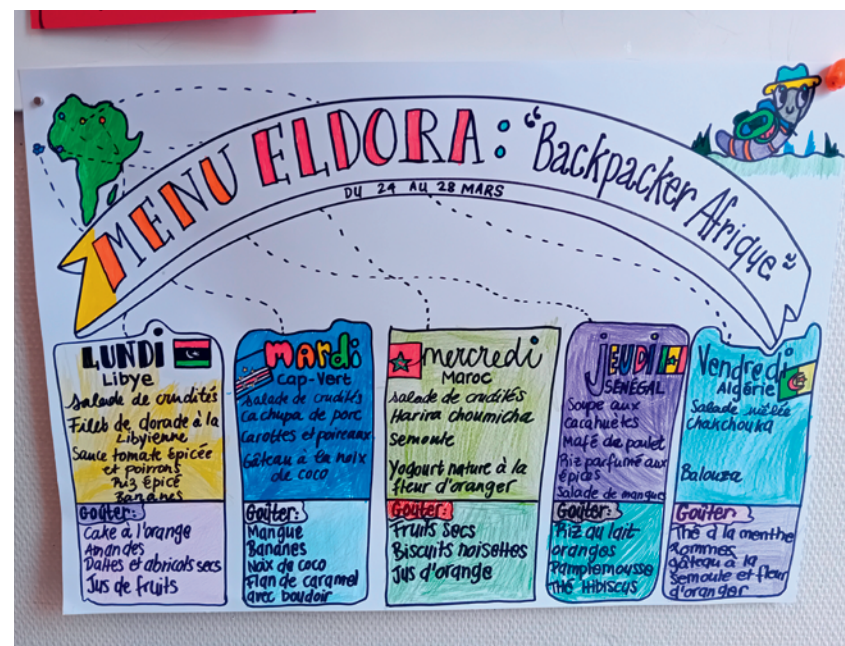 MENU ELDORA : "Backpacker Afrique"
DU 24 AU 28 MARS
LUNDI
Libye
Salade de crudités
Filets de dorade à la
Libyienne
Sauce tomate épicée
et poivrons
Riz épicé
Bananes
Goûter:
Cake à l'orange
Amandes
Dattes et abricots secs
Jus de fruits
Mardi
Cap-Vert
Salade de crudités
Cachupa de porc
Carottes et poireaux
Gâteau à la noix
de coco
Goûter:
Mangue
Bananes
Noix de coco
Flan de caramel
avec boudoir
mercredi
Maroc
Salade de crudités
Harira choumicha
Semoule
Yogourt nature à la
fleur d'oranger
Goûter:
Fruits secs
Biscuits noisettes
Jus d'orange
JEUDI
SÉNÉGAL
Soupe aux
cacahuètes
Mafé de poulet
Riz parfumé aux
épices
Salade de mangue
Goûter:
Riz au lait
oranges
Pamplemousse
Thé Hibiscus
Vendredi
Algérie
Salade mêlée
chakchouka
Balouza
Goûter
Thé à la menthe
Pommes
gâteau à la
Semoule et fleur
d'oranger